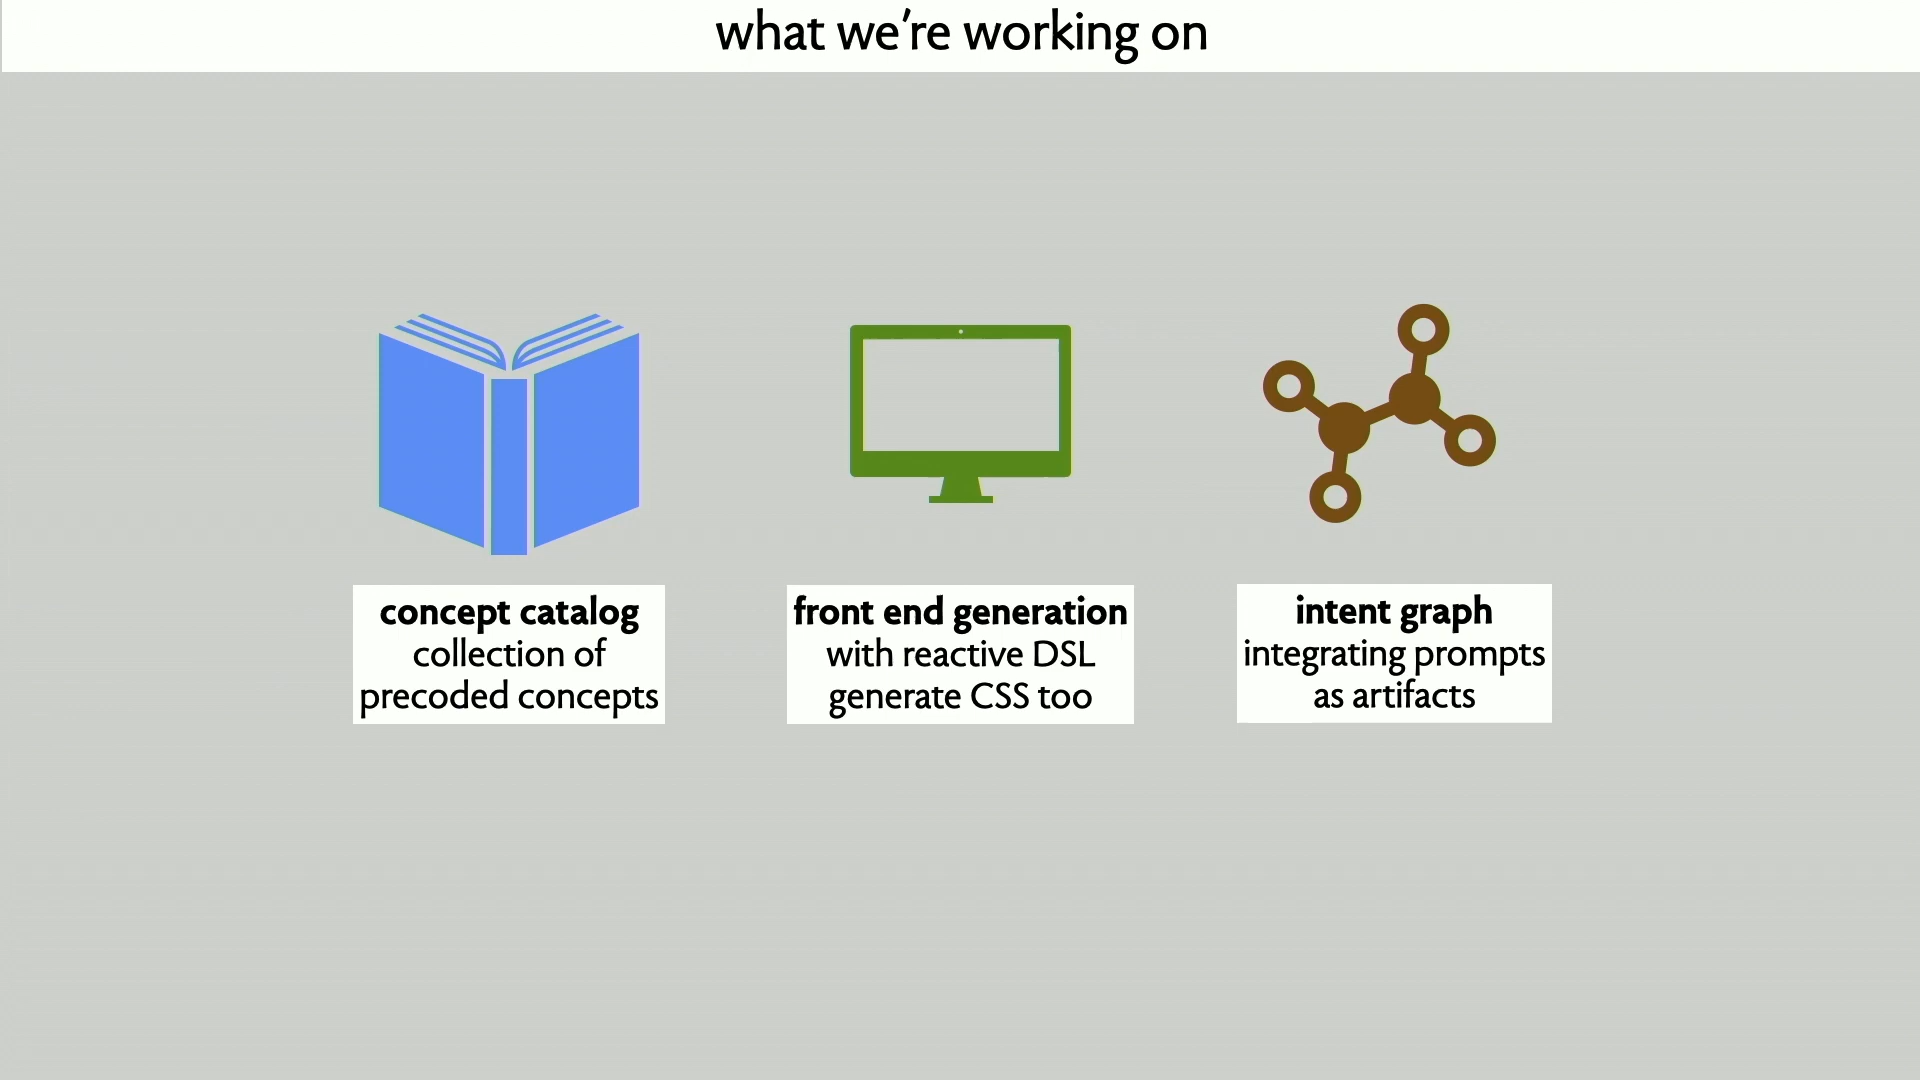 what we're working on
concept catalog
collection of
precoded concepts
front end generation
with reactive DSL
generate CSS too
intent graph
integrating prompts
as artifacts